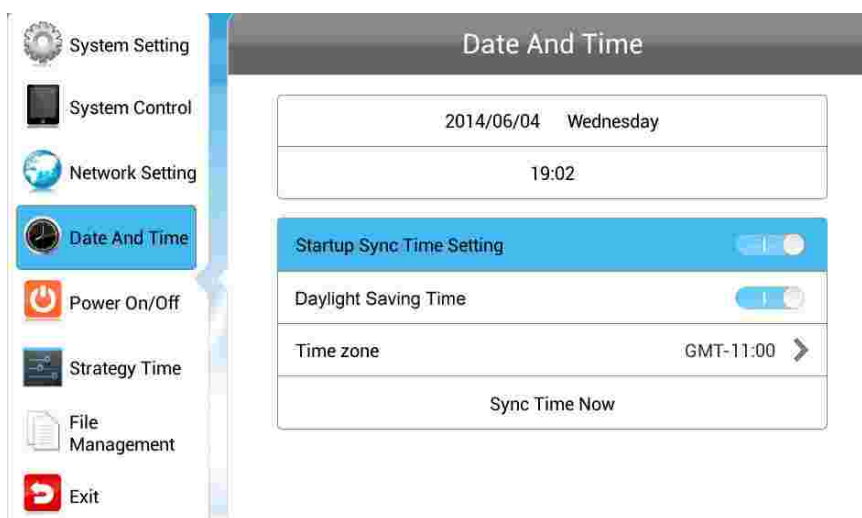 System Setting
System Control
Network Setting
Date And Time
Power On/Off
Strategy Time
File
Management
Exit
Date And Time
2014/06/04 Wednesday
19:02
Startup Sync Time Setting
Daylight Saving Time
Time zone GMT-11:00
Sync Time Now